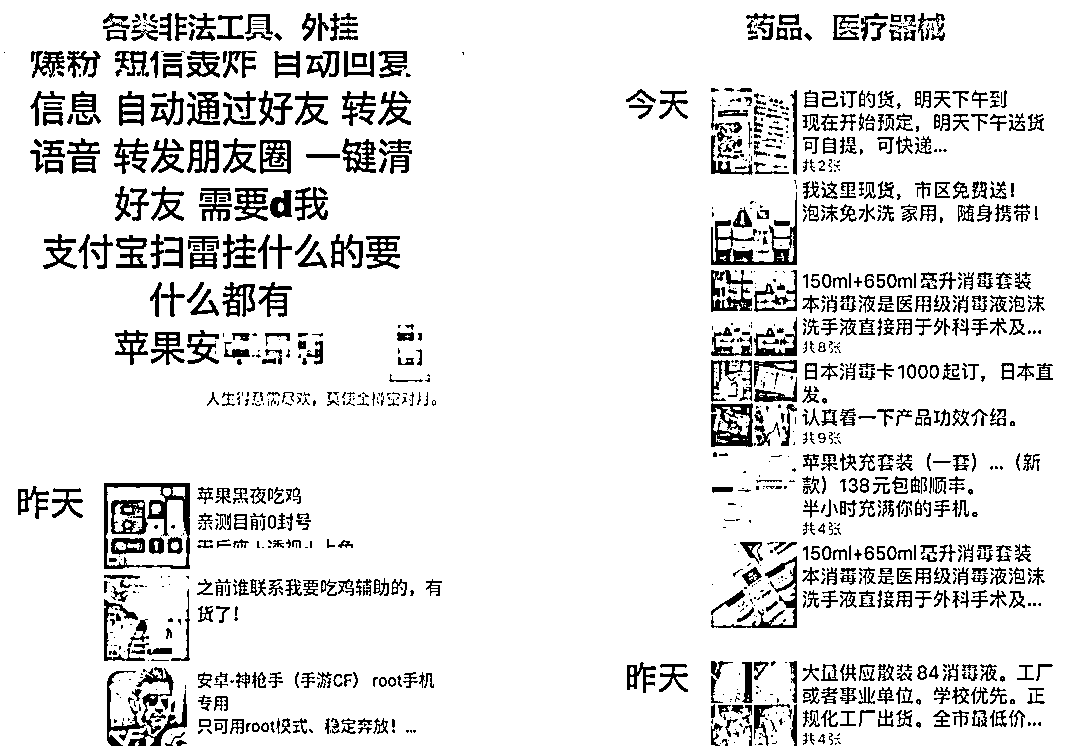 各类非法工具、外挂
爆粉 短信轰炸 自动回复
信息 自动通过好友 转发
语音 转发朋友圈 一键清
好友 需要d我
支付宝扫雷挂什么的要
什么都有
苹果安
人生得意需尽欢，莫使金樽空对月。
昨天
苹果黑夜吃鸡
亲测目前0封号
之前谁联系我要吃鸡辅助的，有
货了！
安卓-神枪手（手游CF） root手机
专用
只可用root模式、稳定奔放！...
药品、医疗器械
今天
自己订的货，明天下午到
现在开始预定，明天下午送货
可自提，可快递...
共2张
我这里现货，市区免费送！
泡沫免水洗 家用，随身携带！
150ml+650ml毫升消毒套装
本消毒液是医用级消毒液泡沫
洗手液直接用于外科手术及...
共8张
日本消毒卡1000起订，日本直
发。
认真看一下产品功效介绍。
共9张
苹果快充套装（一套）...（新
款）138元包邮顺丰。
半小时充满你的手机。
共4张
150ml+650ml毫升消毒套装
本消毒液是医用级消毒液泡沫
洗手液直接用于外科手术及...
昨天
大量供应散装84消毒液。工厂
或者事业单位。学校优先。正
规化工厂出货。全市最低价...
共4张